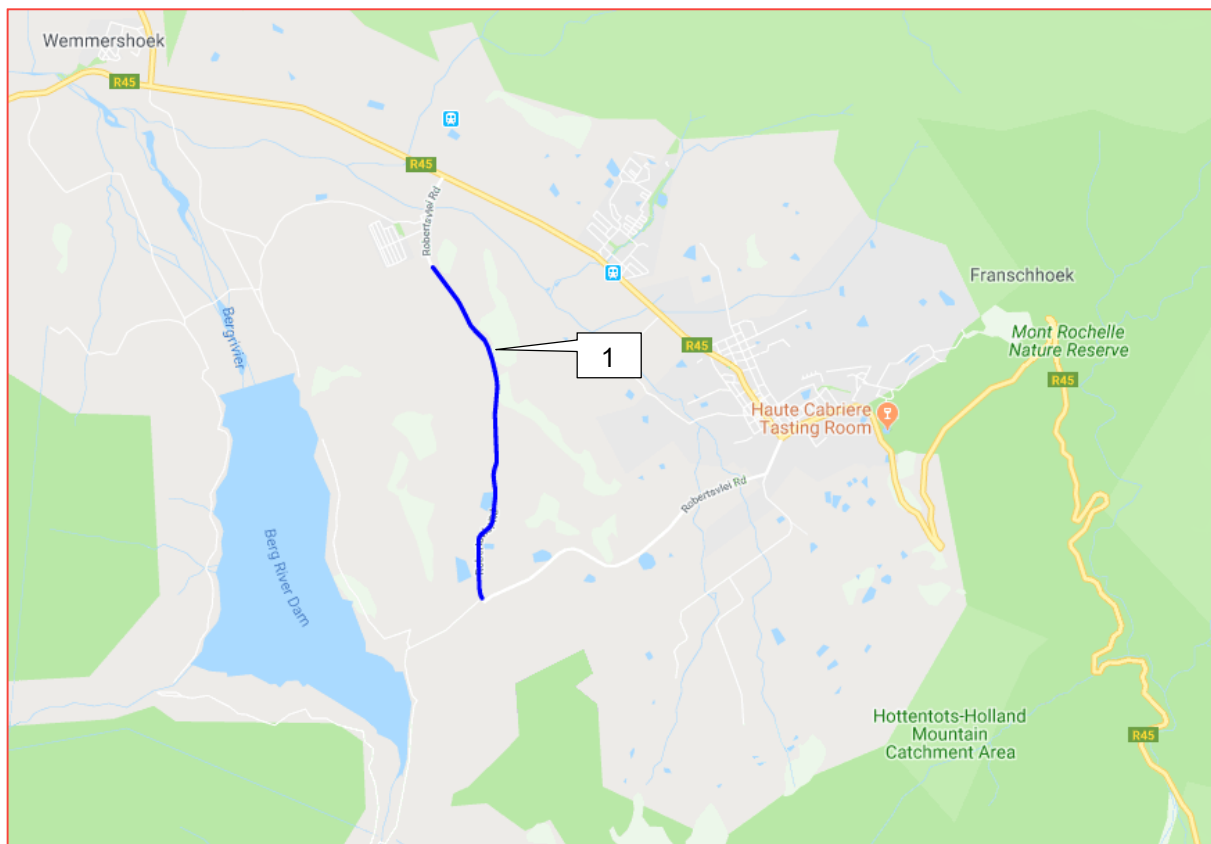 Wemmershoek
R45
R45
Robertsvlei Rd
Bergrivier
Franschhoek
Mont Rochelle
Nature Reserve
1
R45
R45
Haute Cabriere
Tasting Room
Robertsvlei Rd
Berg River Dam
Hottentots-Holland
Mountain
Catchment Area
R45